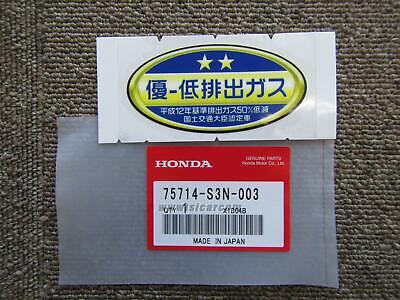 ★★
優-低排出ガス
平成12年基準排出ガス50%低減
国土交通大臣認定車
HONDA
GENUINE PARTS
Honda Motor Co., Ltd.
75714-S3N-003
QTY 1
X1D04B
MADE IN JAPAN